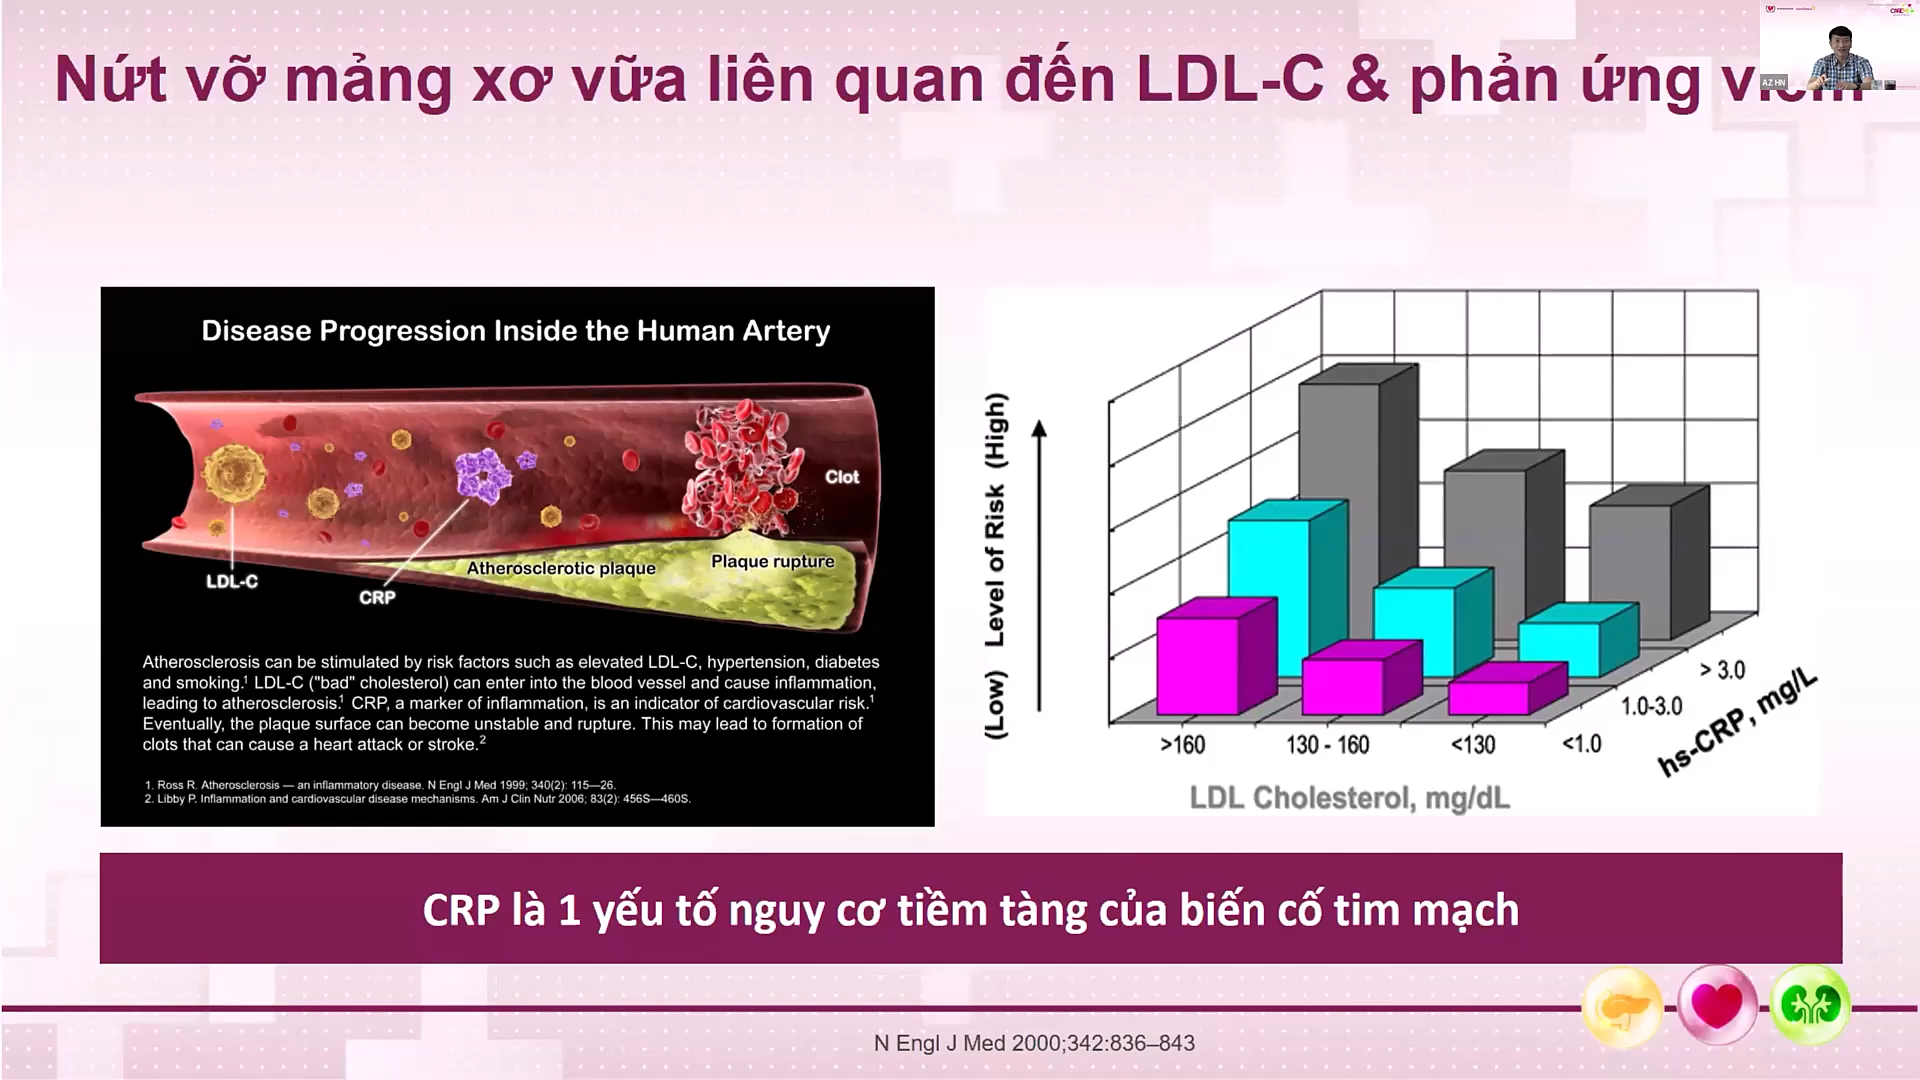 Nứt vỡ mảng xơ vữa liên quan đến LDL-C & phản ứng
AZ HN
Disease Progression Inside the Human Artery
Clot
LDL-C
CRP
Atherosclerotic plaque
Plaque rupture
Atherosclerosis can be stimulated by risk factors such as elevated LDL-C, hypertension, diabetes
and smoking.1 LDL-C ("bad" cholesterol) can enter into the blood vessel and cause inflammation,
leading to atherosclerosis.1 CRP, a marker of inflammation, is an indicator of cardiovascular risk.1
Eventually, the plaque surface can become unstable and rupture. This may lead to formation of
clots that can cause a heart attack or stroke.2
1. Ross R. Atherosclerosis — an inflammatory disease. N Engl J Med 1999; 340(2): 115—26.
2. Libby P. Inflammation and cardiovascular disease mechanisms. Am J Clin Nutr 2006; 83(2): 456S—460S.
(Low) Level of Risk (High)
>160
130 - 160
<130
<1.0
1.0-3.0
> 3.0
hs-CRP, mg/L
LDL Cholesterol, mg/dL
CRP là 1 yếu tố nguy cơ tiềm tàng của biến cố tim mạch
N Engl J Med 2000;342:836–843